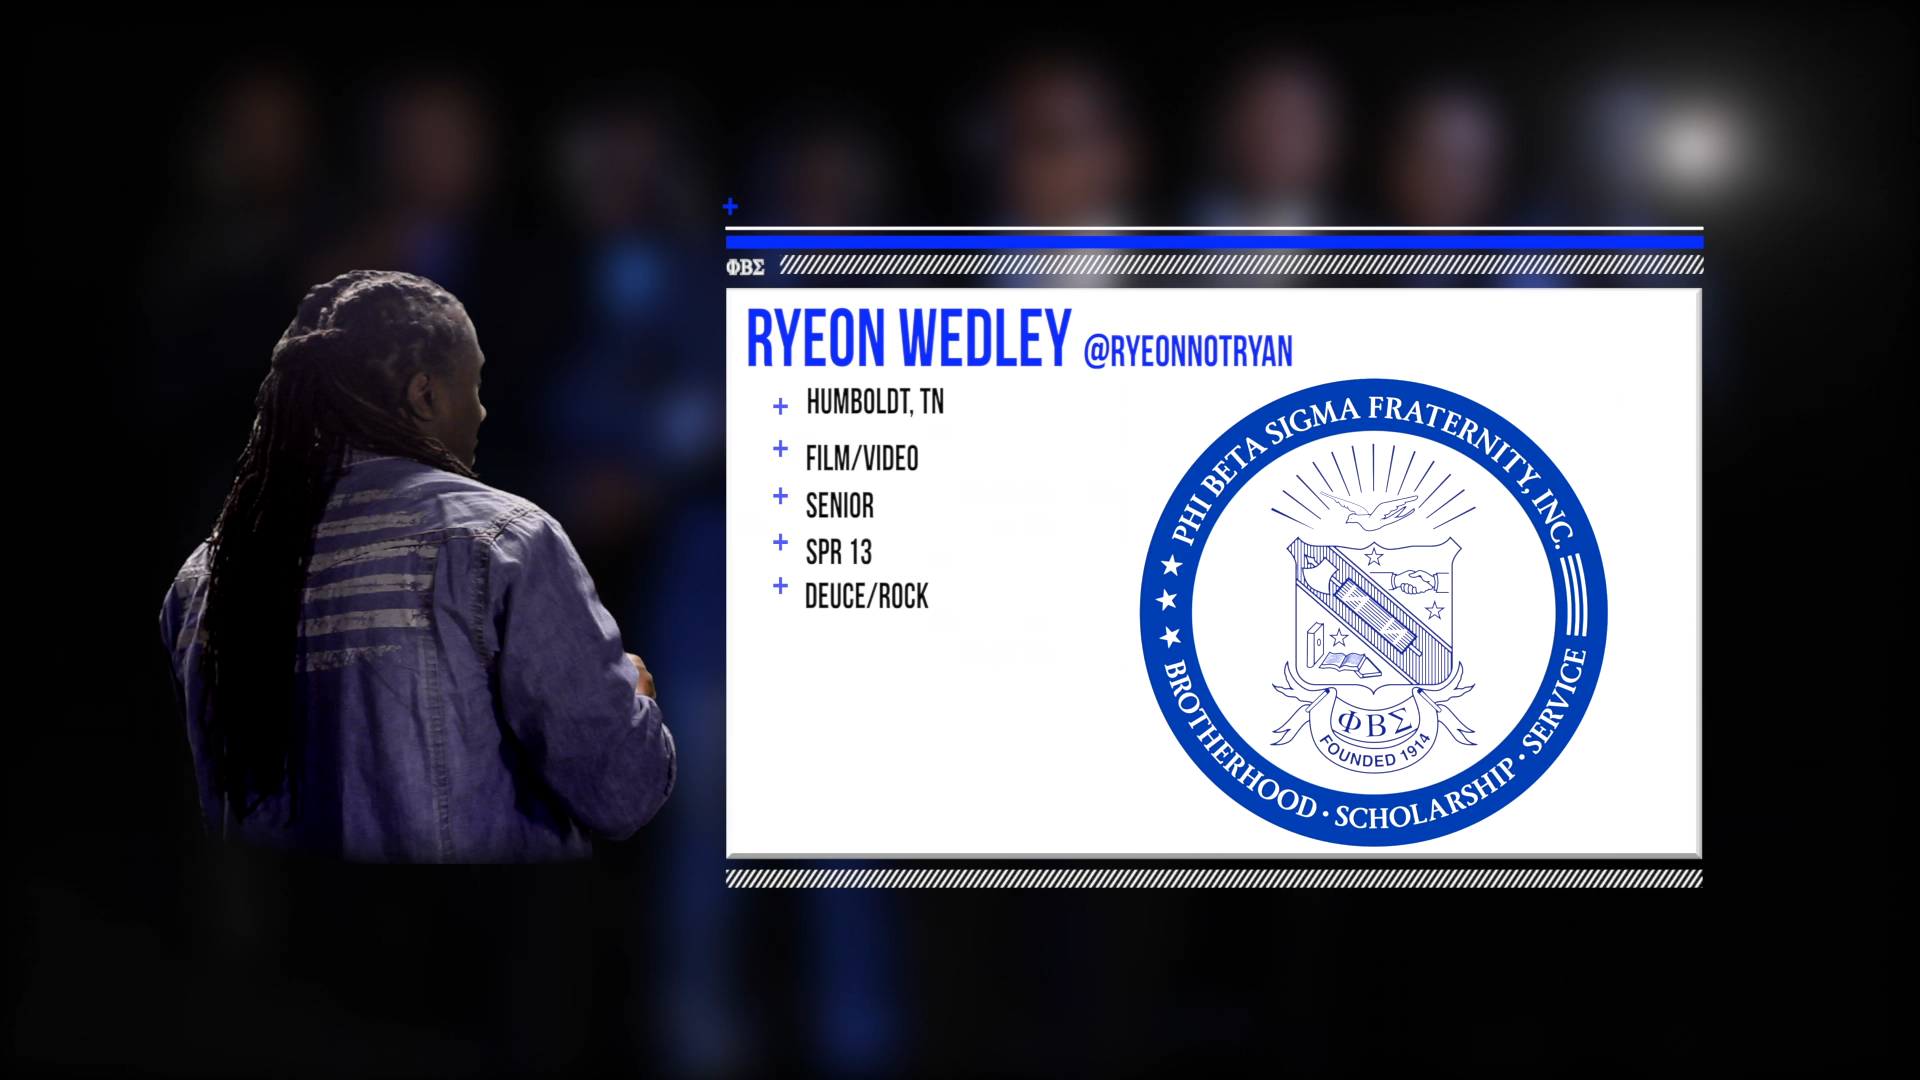 ΦΒΣ
RYEON WEDLEY @RYEONNOTRYAN
HUMBOLDT, TN
FILM/VIDEO
SENIOR
SPR 13
DEUCE/ROCK
PHI BETA SIGMA FRATERNITY, INC.
BROTHERHOOD · SCHOLARSHIP · SERVICE
ΦΒΣ
FOUNDED 1914